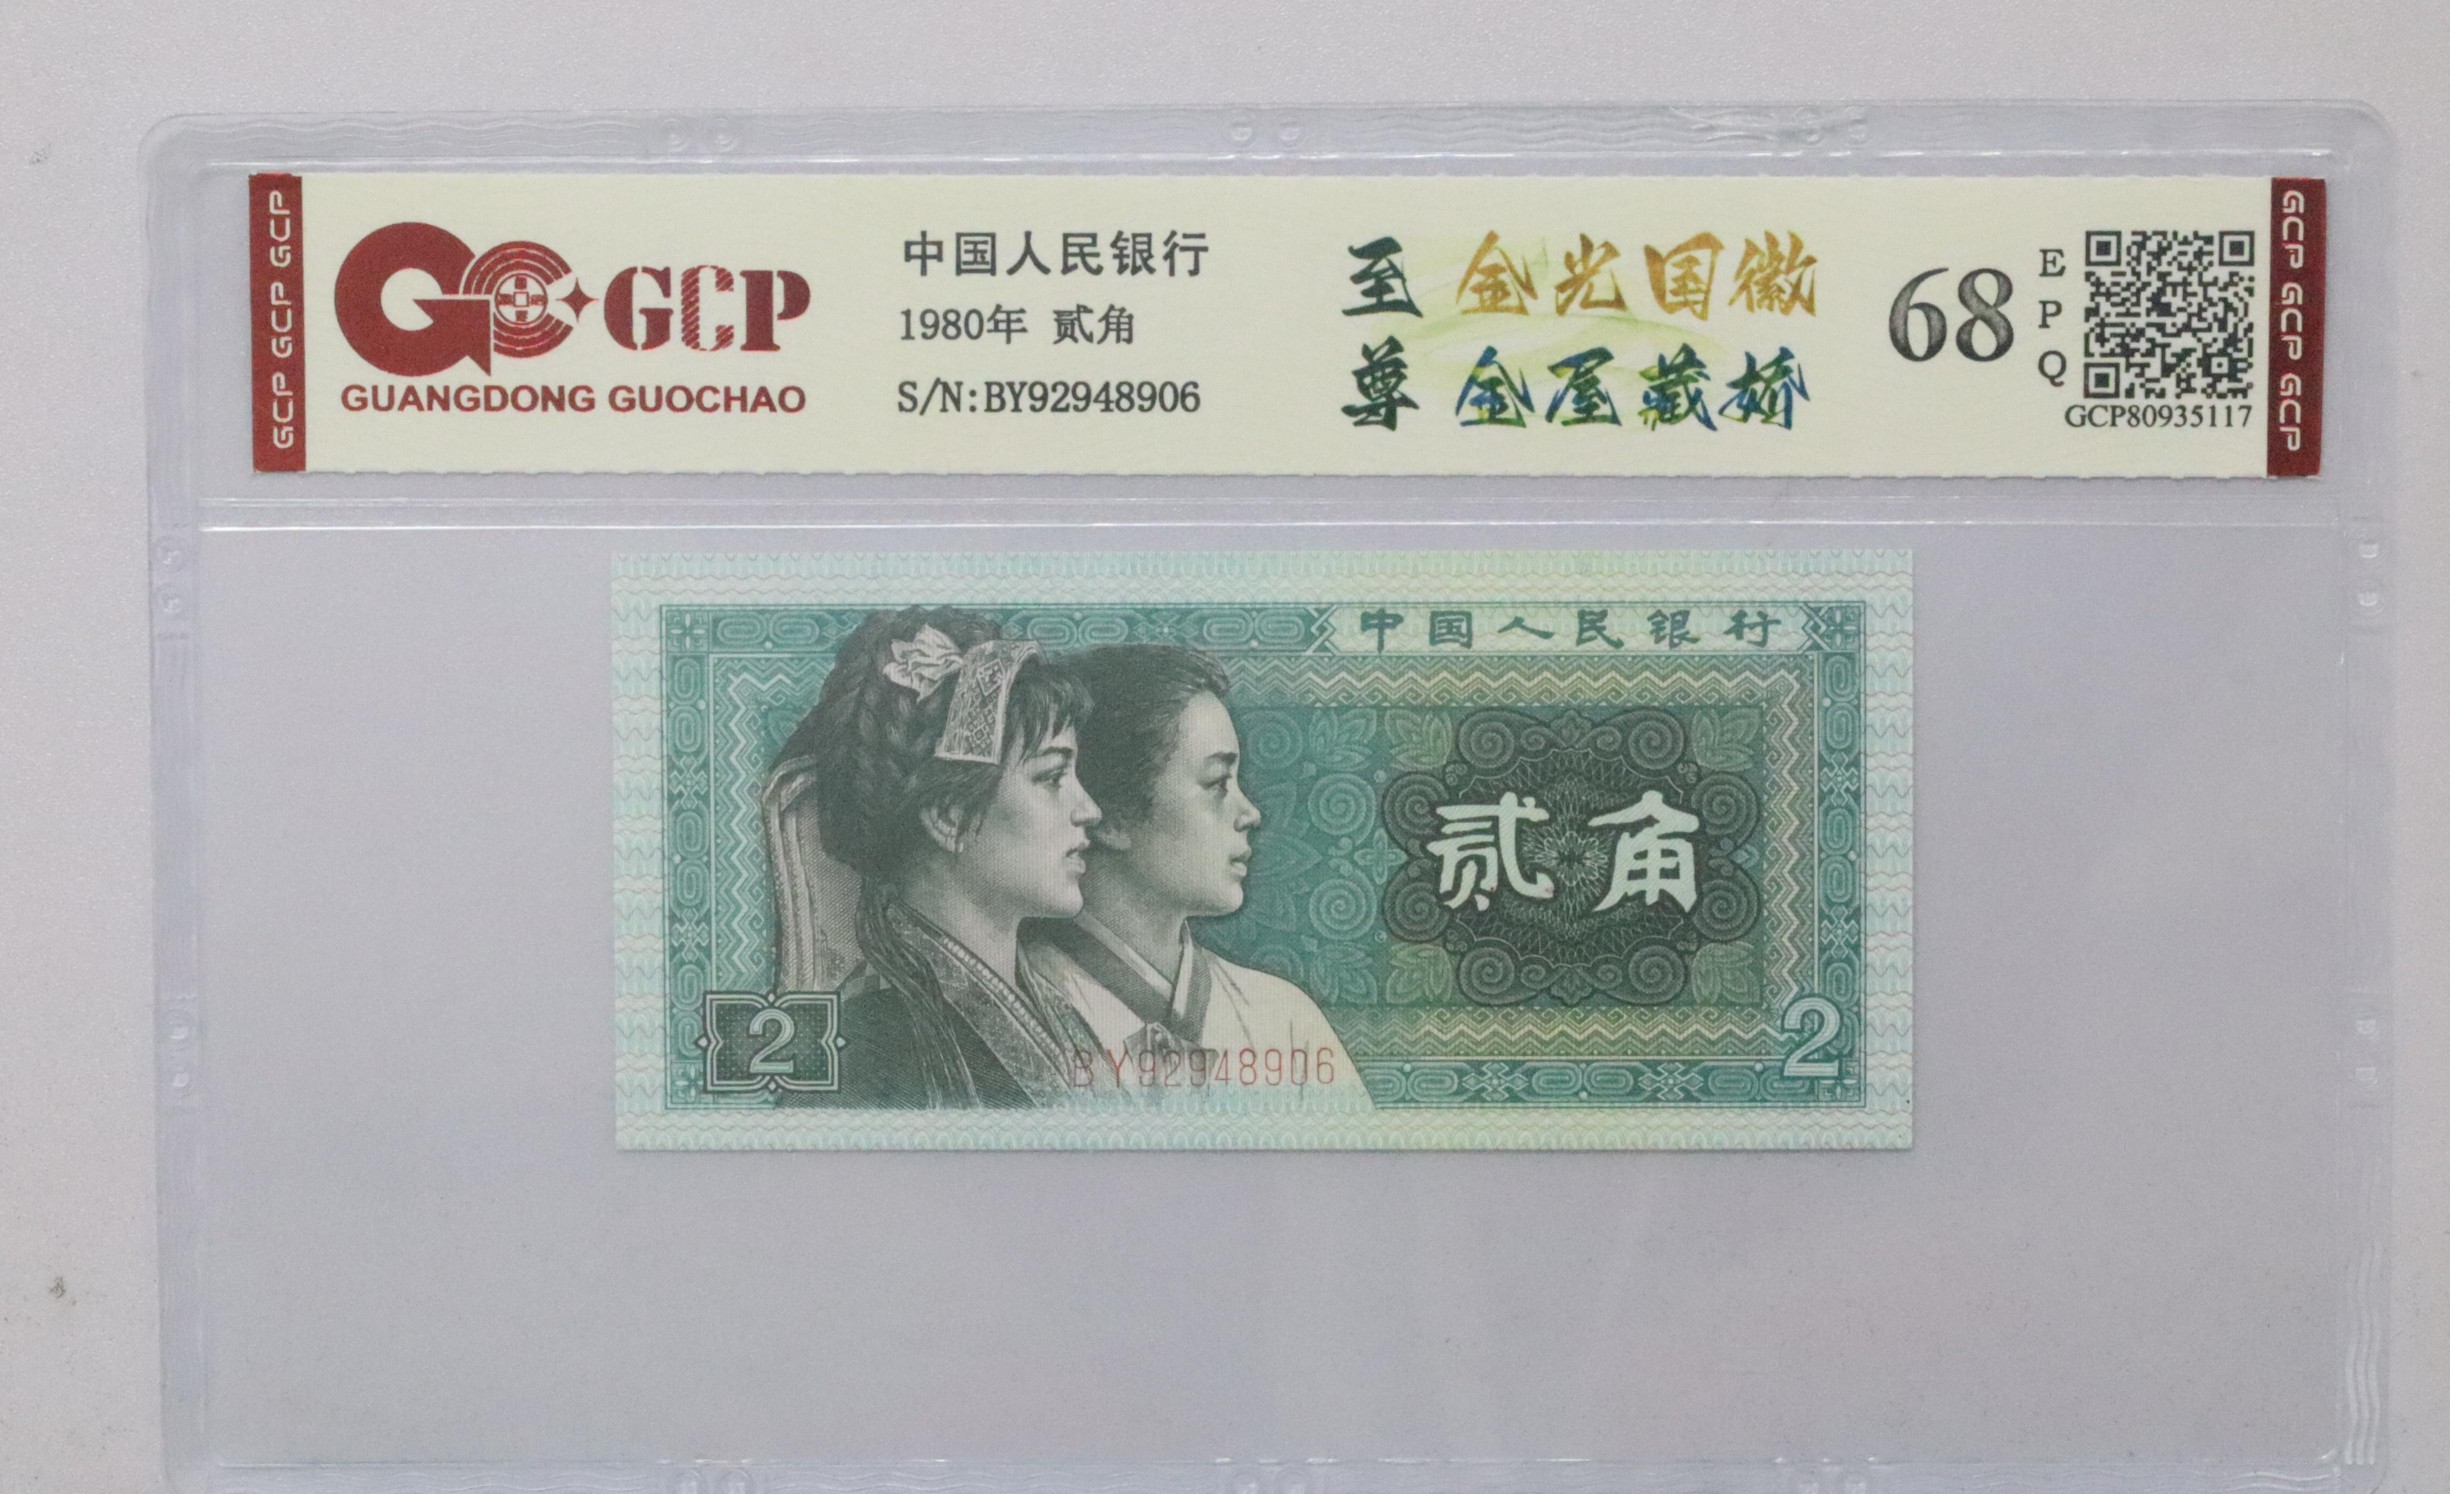 GCP GCP GCP
GCP
GUANGDONG GUOCHAO
中国人民银行
1980年 贰角
S/N:BY92948906
至尊
金光国徽
金屋藏娇
68
EPQ
GCP80935117
GCP GCP GCP
中国人民银行
贰角
2
BY92948906
2